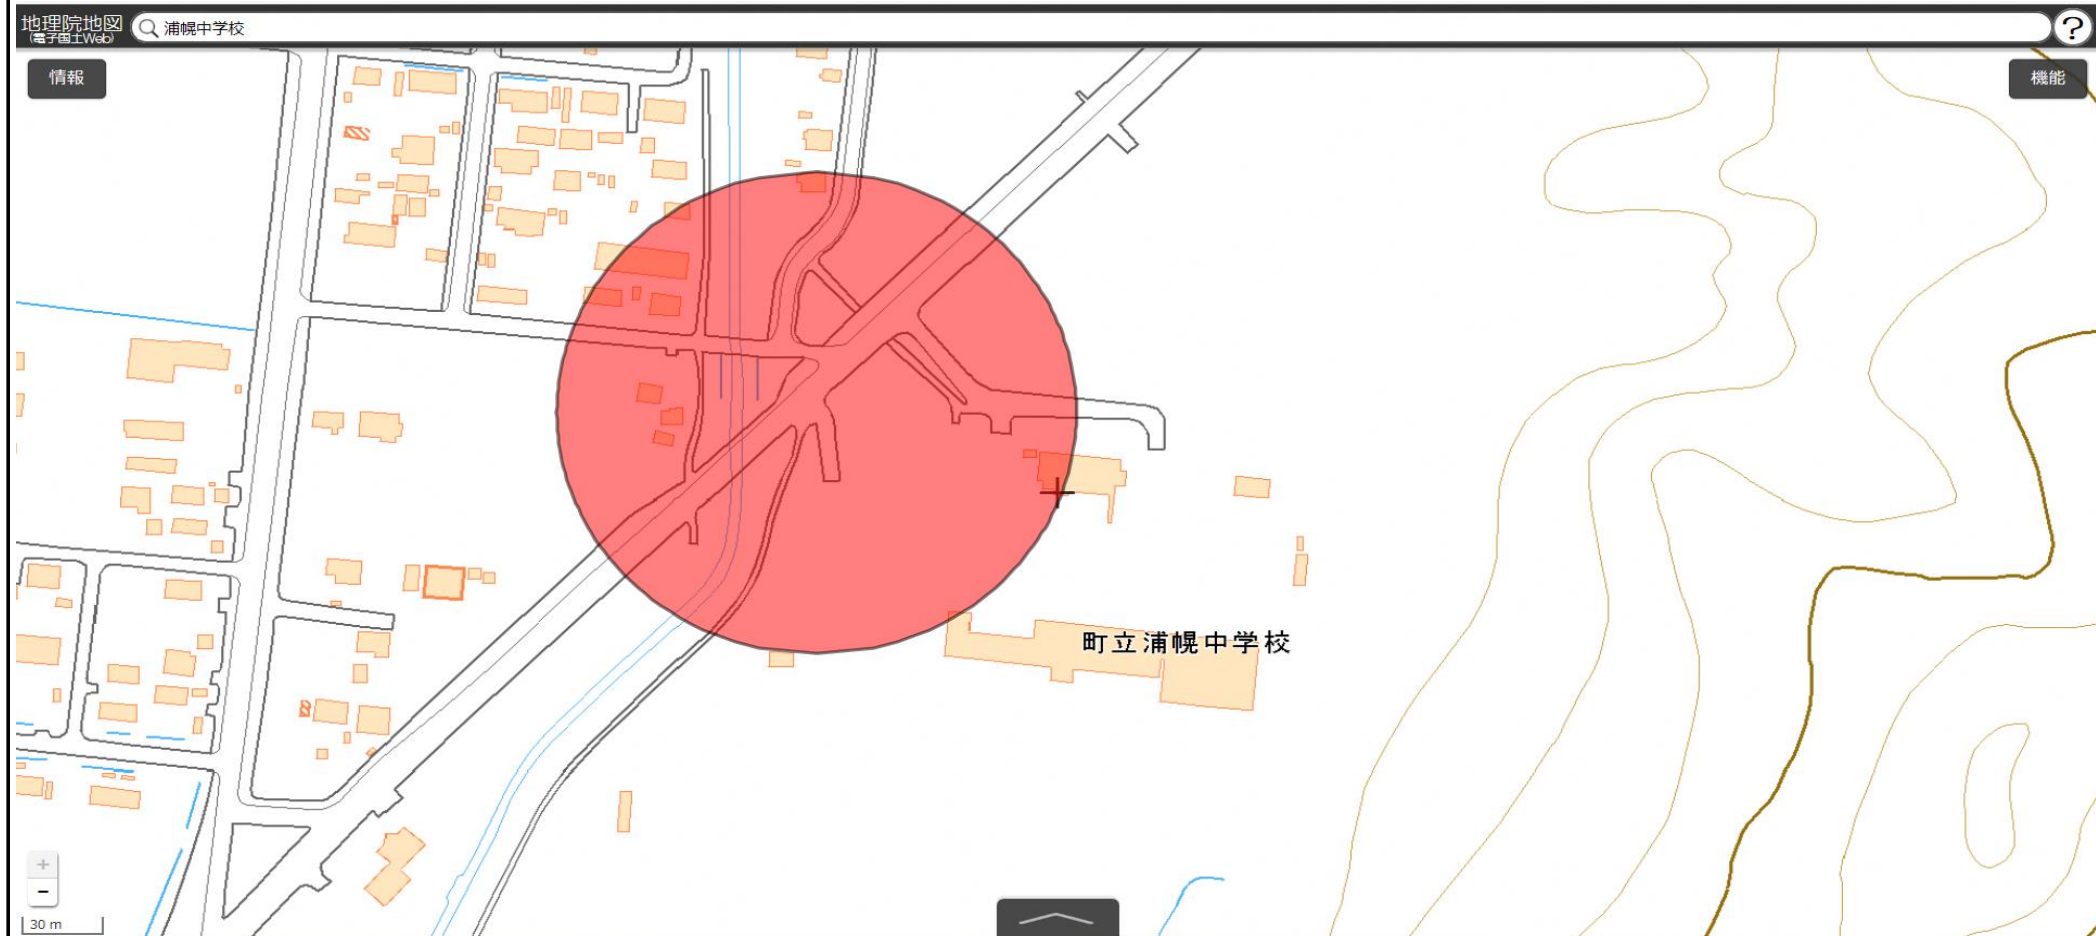 地理院地図
(電子国土Web)
浦幌中学校
?
情報
機能
町立浦幌中学校
+
−
30 m